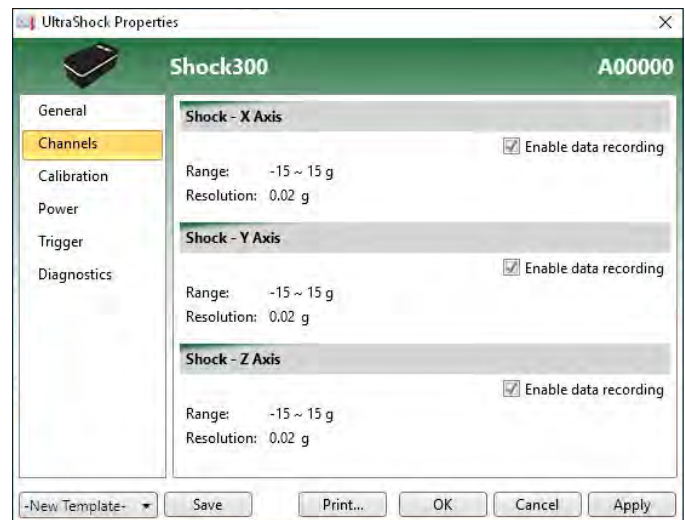 UltraShock Properties
Shock300 A00000
General
Channels
Calibration
Power
Trigger
Diagnostics
Shock - X Axis
Enable data recording
Range: -15 ~ 15 g
Resolution: 0.02 g
Shock - Y Axis
Enable data recording
Range: -15 ~ 15 g
Resolution: 0.02 g
Shock - Z Axis
Enable data recording
Range: -15 ~ 15 g
Resolution: 0.02 g
-New Template- Save Print... OK Cancel Apply